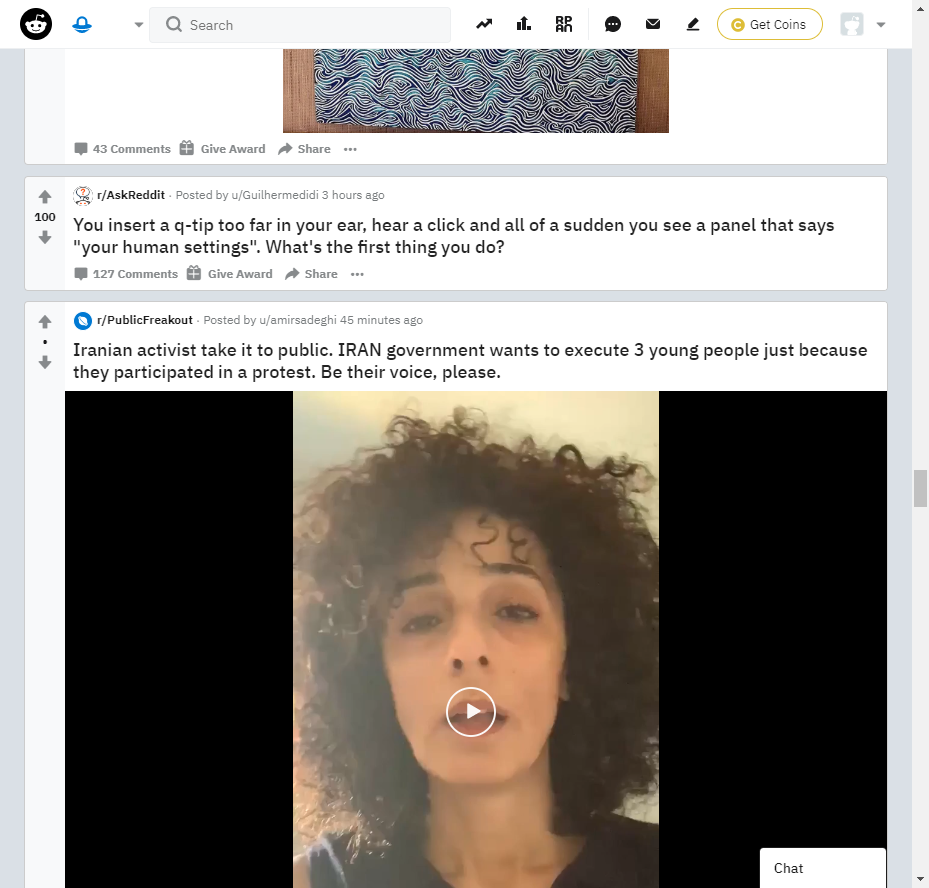 Search
Get Coins
43 Comments Give Award Share
r/AskReddit · Posted by u/Guilhermedidi 3 hours ago
100
You insert a q-tip too far in your ear, hear a click and all of a sudden you see a panel that says
"your human settings". What's the first thing you do?
127 Comments Give Award Share
r/PublicFreakout · Posted by u/amirsadeghi 45 minutes ago
Iranian activist take it to public. IRAN government wants to execute 3 young people just because
they participated in a protest. Be their voice, please.
Chat